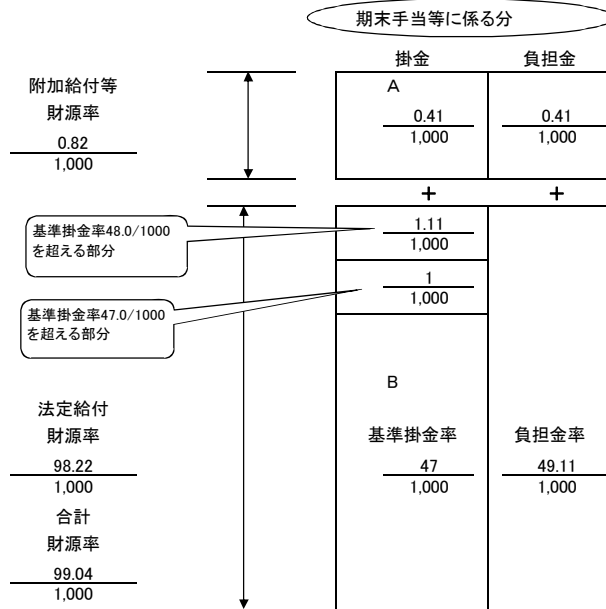 期末手当等に係る分
掛金
負担金
附加給付等
財源率
0.82
1,000
A
0.41
1,000
0.41
1,000
+
+
基準掛金率48.0/1000
を超える部分
1.11
1,000
基準掛金率47.0/1000
を超える部分
1
1,000
B
法定給付
財源率
98.22
1,000
基準掛金率
47
1,000
負担金率
49.11
1,000
合計
財源率
99.04
1,000